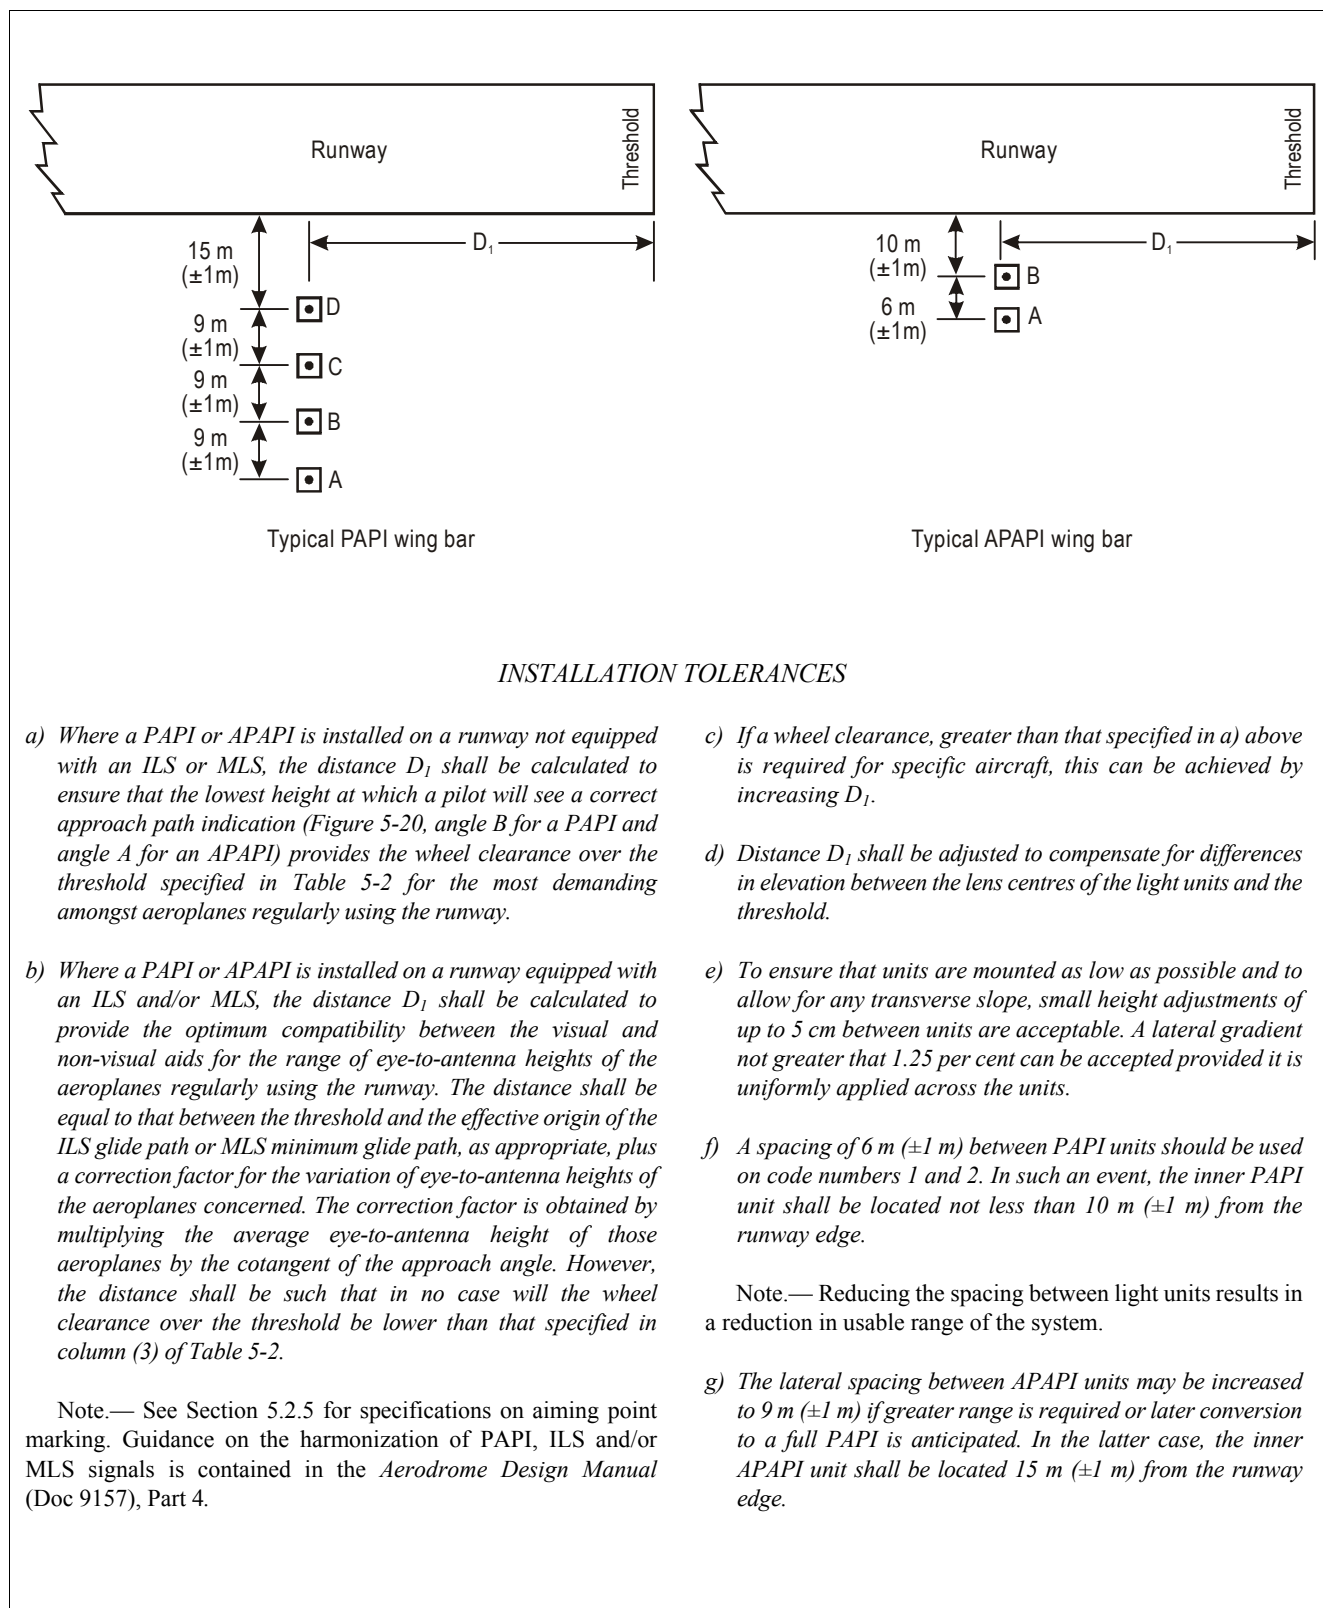 Runway
Threshold
D1
15 m
(±1m)
D
9 m
(±1m)
C
9 m
(±1m)
B
9 m
(±1m)
A
Typical PAPI wing bar
Runway
Threshold
D1
10 m
(±1m)
B
6 m
(±1m)
A
Typical APAPI wing bar
INSTALLATION TOLERANCES
a) Where a PAPI or APAPI is installed on a runway not equipped
with an ILS or MLS, the distance D1 shall be calculated to
ensure that the lowest height at which a pilot will see a correct
approach path indication (Figure 5-20, angle B for a PAPI and
angle A for an APAPI) provides the wheel clearance over the
threshold specified in Table 5-2 for the most demanding
amongst aeroplanes regularly using the runway.
b) Where a PAPI or APAPI is installed on a runway equipped with
an ILS and/or MLS, the distance D1 shall be calculated to
provide the optimum compatibility between the visual and
non-visual aids for the range of eye-to-antenna heights of the
aeroplanes regularly using the runway. The distance shall be
equal to that between the threshold and the effective origin of the
ILS glide path or MLS minimum glide path, as appropriate, plus
a correction factor for the variation of eye-to-antenna heights of
the aeroplanes concerned. The correction factor is obtained by
multiplying the average eye-to-antenna height of those
aeroplanes by the cotangent of the approach angle. However,
the distance shall be such that in no case will the wheel
clearance over the threshold be lower than that specified in
column (3) of Table 5-2.
Note.— See Section 5.2.5 for specifications on aiming point
marking. Guidance on the harmonization of PAPI, ILS and/or
MLS signals is contained in the Aerodrome Design Manual
(Doc 9157), Part 4.
c) If a wheel clearance, greater than that specified in a) above
is required for specific aircraft, this can be achieved by
increasing D1.
d) Distance D1 shall be adjusted to compensate for differences
in elevation between the lens centres of the light units and the
threshold.
e) To ensure that units are mounted as low as possible and to
allow for any transverse slope, small height adjustments of
up to 5 cm between units are acceptable. A lateral gradient
not greater that 1.25 per cent can be accepted provided it is
uniformly applied across the units.
f) A spacing of 6 m (±1 m) between PAPI units should be used
on code numbers 1 and 2. In such an event, the inner PAPI
unit shall be located not less than 10 m (±1 m) from the
runway edge.
Note.— Reducing the spacing between light units results in
a reduction in usable range of the system.
g) The lateral spacing between APAPI units may be increased
to 9 m (±1 m) if greater range is required or later conversion
to a full PAPI is anticipated. In the latter case, the inner
APAPI unit shall be located 15 m (±1 m) from the runway
edge.